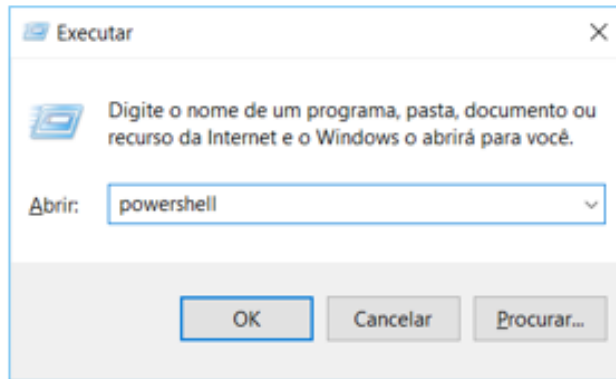 Executar
Digite o nome de um programa, pasta, documento ou
recurso da Internet e o Windows o abrirá para você.
Abrir: powershell
OK Cancelar Procurar...